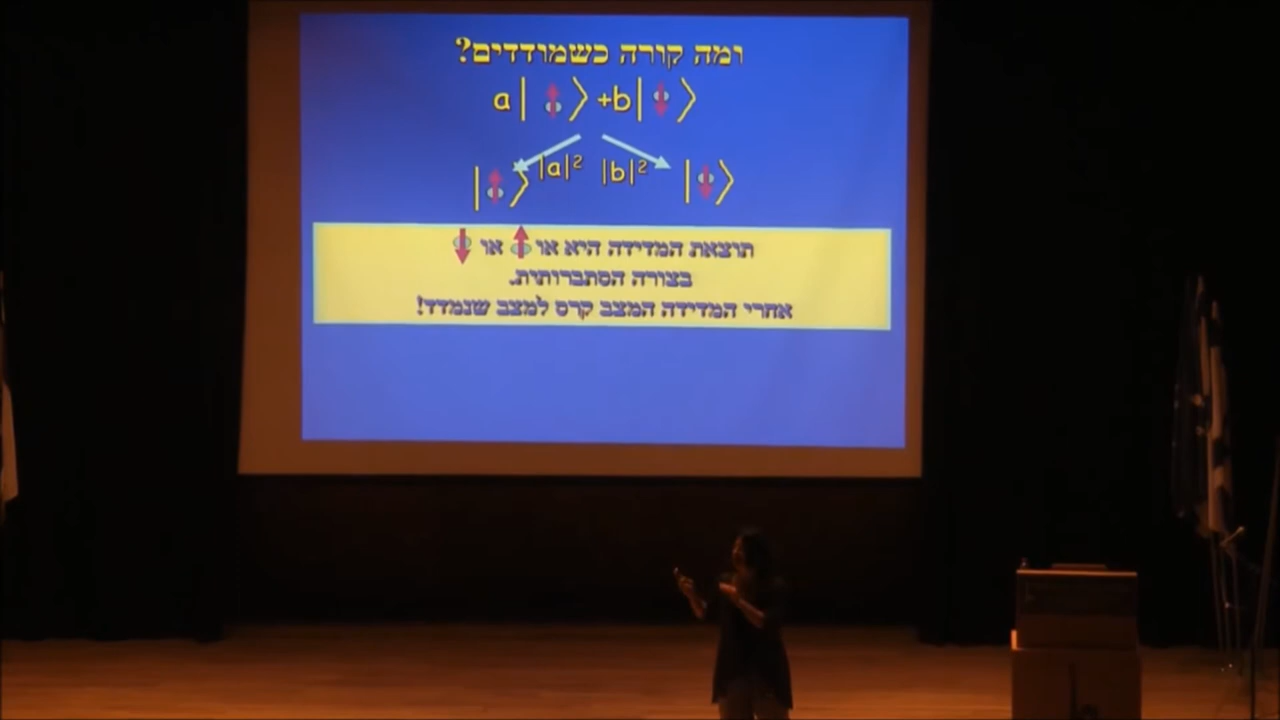 ומה קורה כשמודדים?
a| ⟩+b| ⟩
| ⟩ |a|² |b|² | ⟩
תוצאת המדידה היא או או
בצורה הסתברותית.
אחרי המדידה המצב קרס למצב שנמדד!